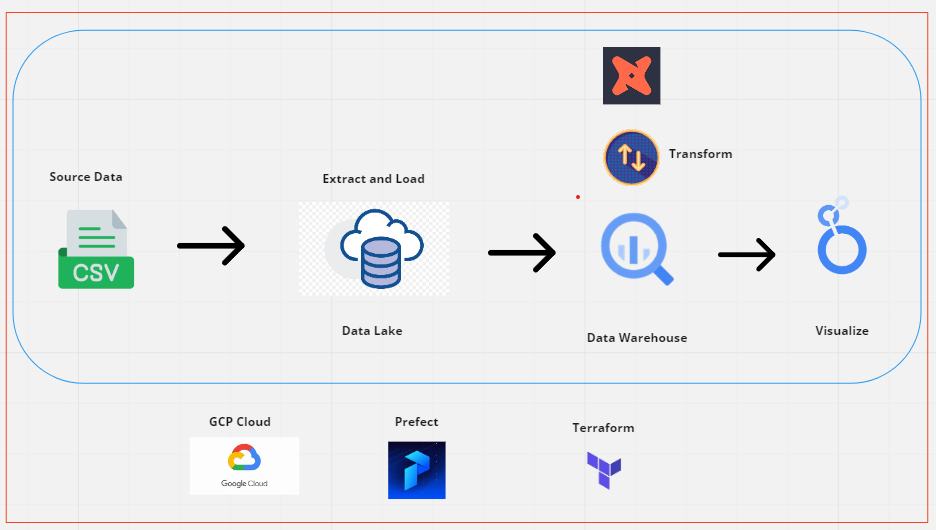 Transform
Source Data
Extract and Load
CSV
Data Lake
Data Warehouse
Visualize
GCP Cloud
Prefect
Terraform
Google Cloud